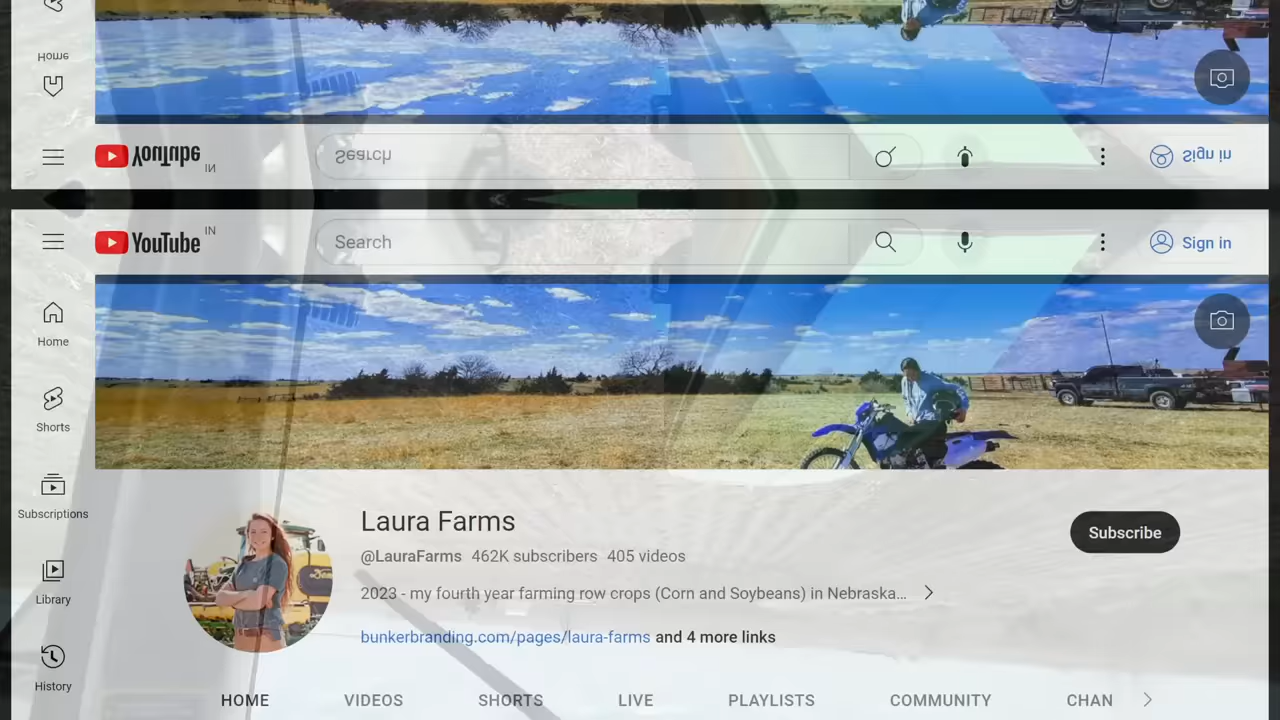 Home
YouTube IN
Search
Sign in
YouTube IN
Search
Sign in
Home
Shorts
Subscriptions
Library
History
Laura Farms
@LauraFarms 462K subscribers 405 videos
Subscribe
2023 - my fourth year farming row crops (Corn and Soybeans) in Nebraska...
bunkerbranding.com/pages/laura-farms and 4 more links
HOME VIDEOS SHORTS LIVE PLAYLISTS COMMUNITY CHAN